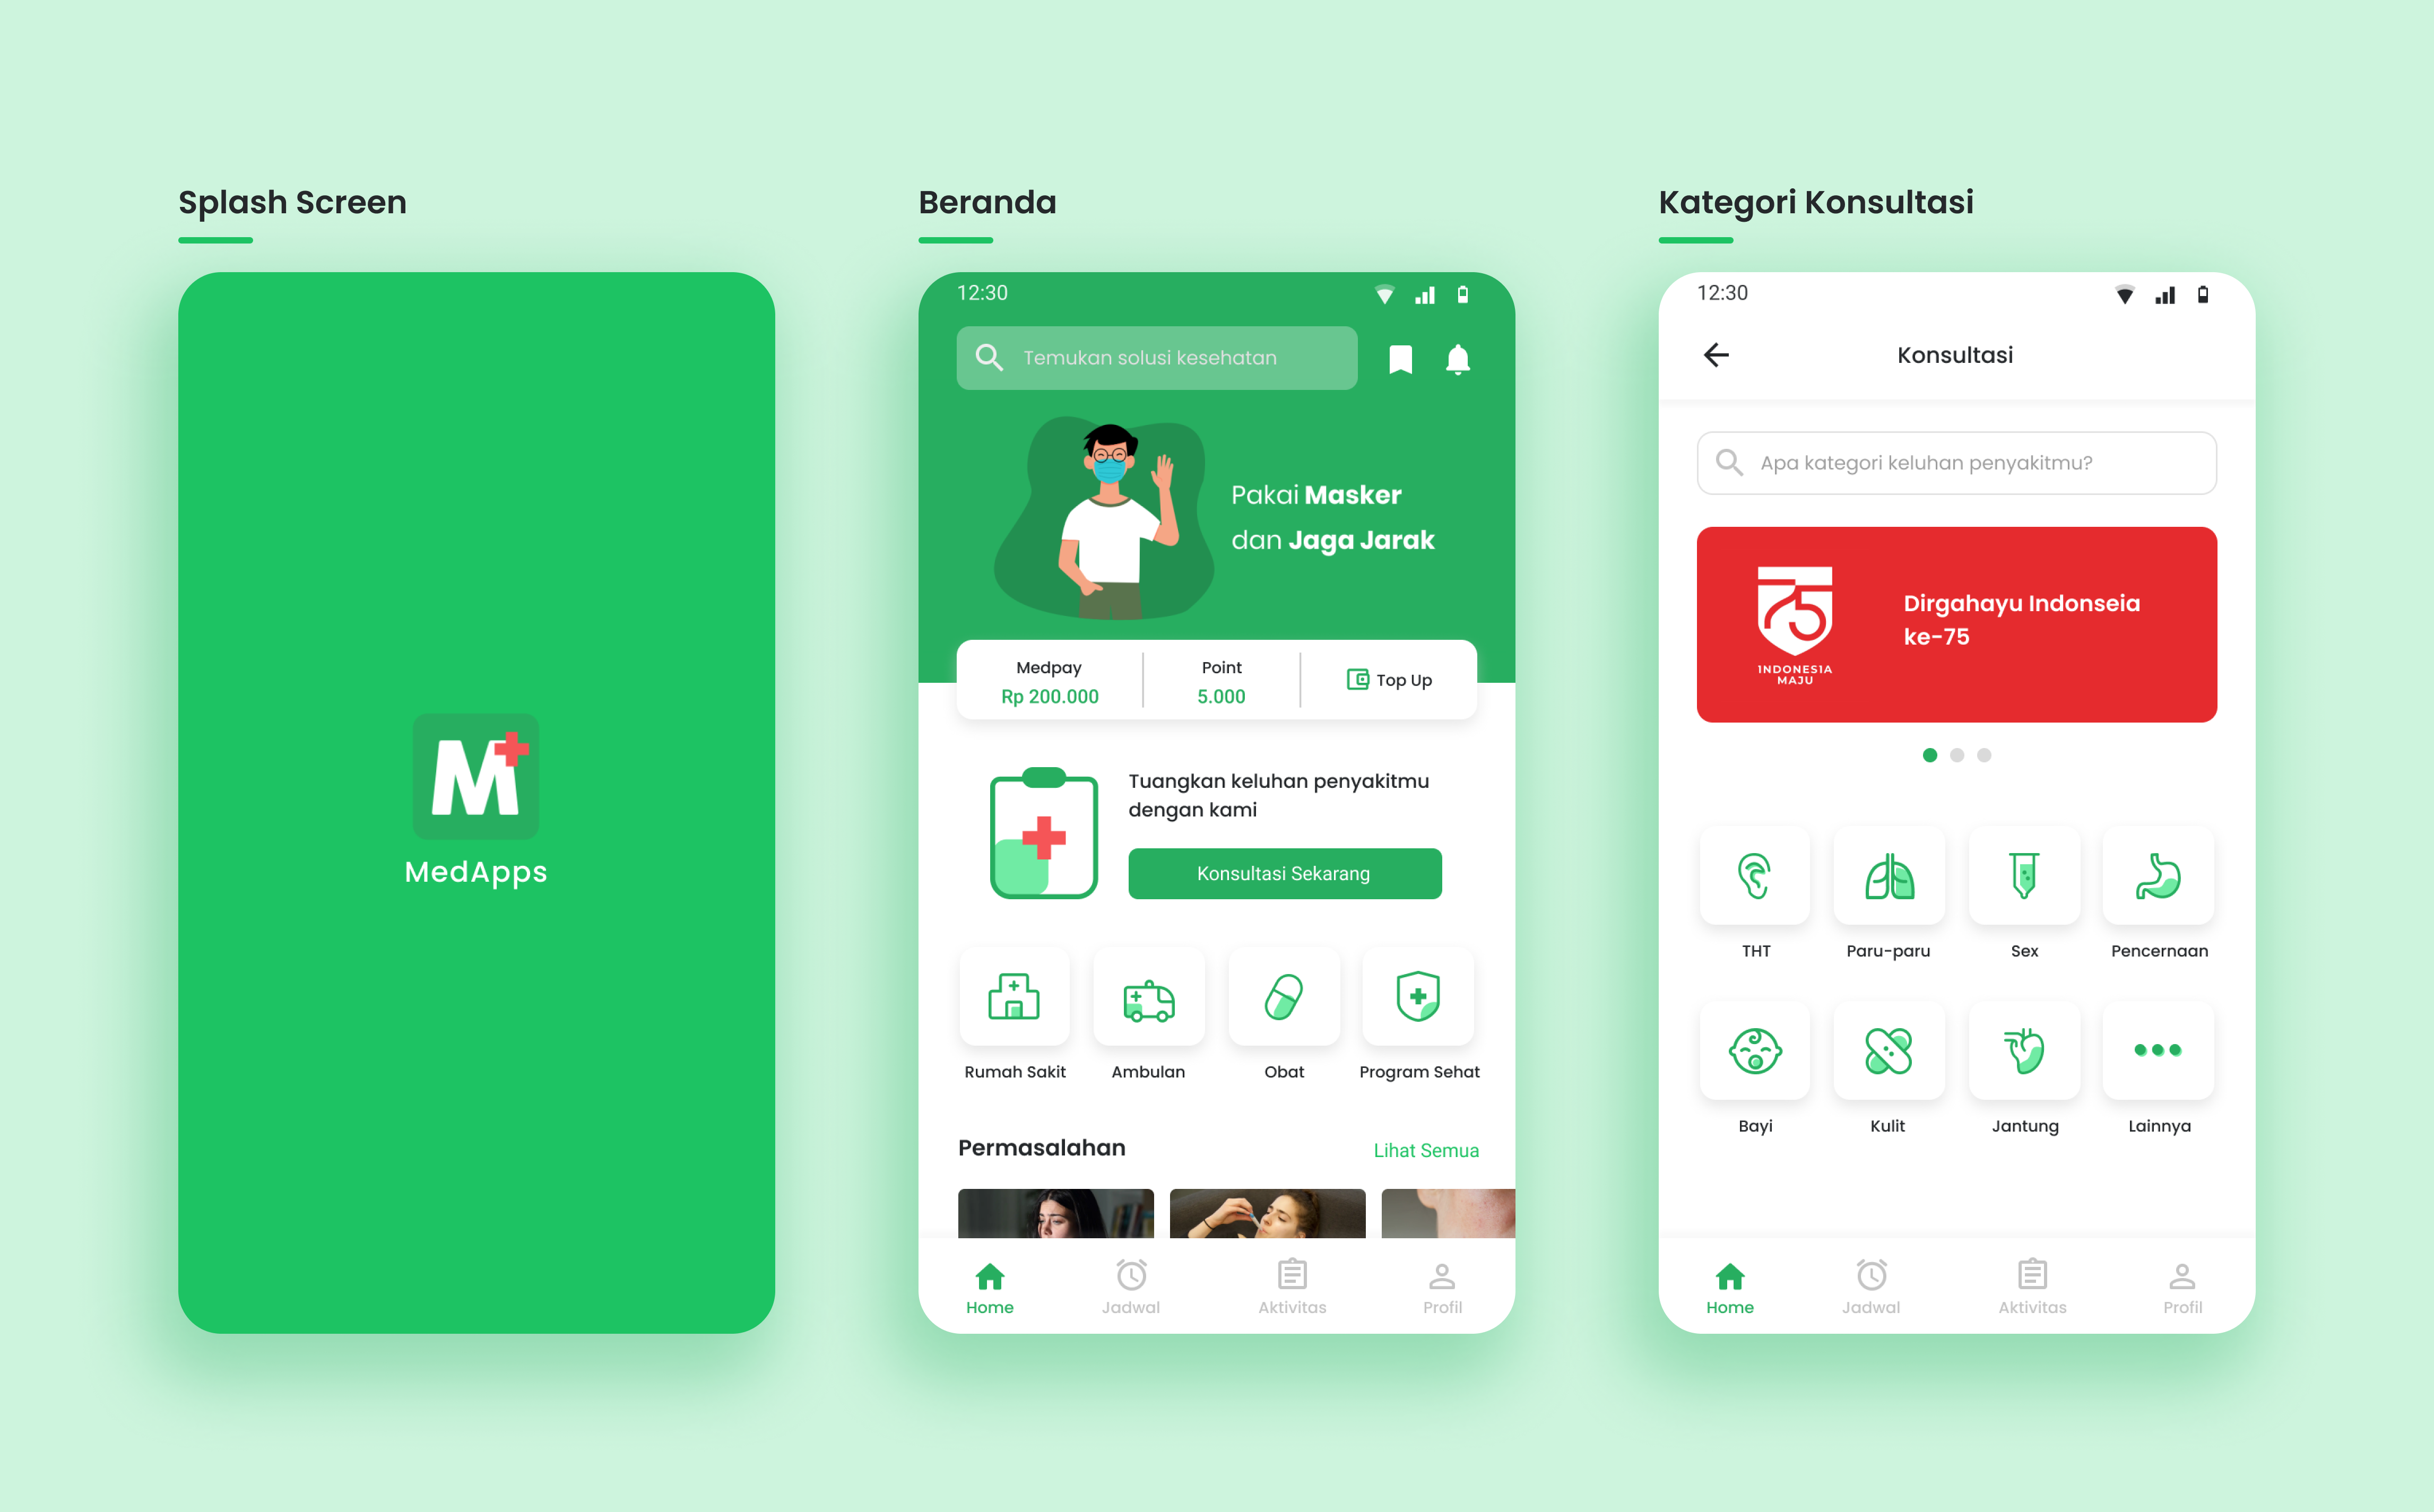 Splash Screen
M
MedApps
Beranda
12:30
Temukan solusi kesehatan
Pakai Masker
dan Jaga Jarak
Medpay
Rp 200.000
Point
5.000
Top Up
Tuangkan keluhan penyakitmu
dengan kami
Konsultasi Sekarang
Rumah Sakit
Ambulan
Obat
Program Sehat
Permasalahan
Lihat Semua
Home
Jadwal
Aktivitas
Profil
Kategori Konsultasi
12:30
Konsultasi
Apa kategori keluhan penyakitmu?
75
INDONESIA
MAJU
Dirgahayu Indonseia
ke-75
THT
Paru-paru
Sex
Pencernaan
Bayi
Kulit
Jantung
Lainnya
Home
Jadwal
Aktivitas
Profil